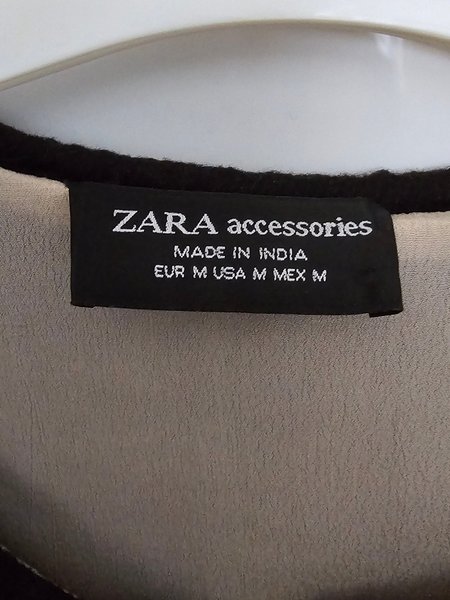 ZARA accessories
MADE IN INDIA
EUR M USA M MEX M